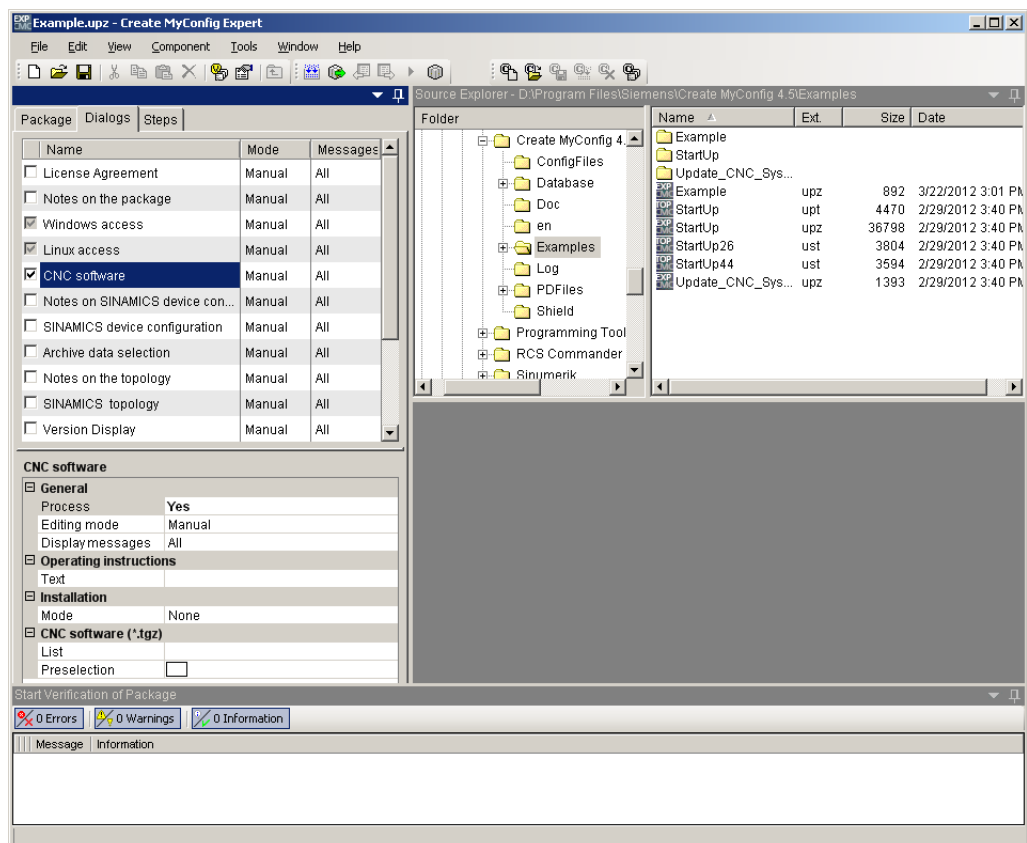 Example.upz - Create MyConfig Expert
File Edit View Component Tools Window Help
Source Explorer - D:\Program Files\Siemens\Create MyConfig 4.5\Examples
Package Dialogs Steps
Name Mode Messages
License Agreement Manual All
Notes on the package Manual All
Windows access Manual All
Linux access Manual All
CNC software Manual All
Notes on SINAMICS device con... Manual All
SINAMICS device configuration Manual All
Archive data selection Manual All
Notes on the topology Manual All
SINAMICS topology Manual All
Version Display Manual All
Folder
Create MyConfig 4.
ConfigFiles
Database
Doc
en
Examples
Log
PDFiles
Shield
Programming Tool
RCS Commander
Sinumerik
Name Ext. Size Date
Example
StartUp
Update_CNC_Sys...
Example upz 892 3/22/2012 3:01 PM
StartUp upt 4470 2/29/2012 3:40 PM
StartUp upz 36798 2/29/2012 3:40 PM
StartUp26 ust 3804 2/29/2012 3:40 PM
StartUp44 ust 3594 2/29/2012 3:40 PM
Update_CNC_Sys... upz 1393 2/29/2012 3:40 PM
CNC software
General
Process Yes
Editing mode Manual
Display messages All
Operating instructions
Text
Installation
Mode None
CNC software (*.tgz)
List
Preselection
Start Verification of Package
0 Errors 0 Warnings 0 Information
Message Information